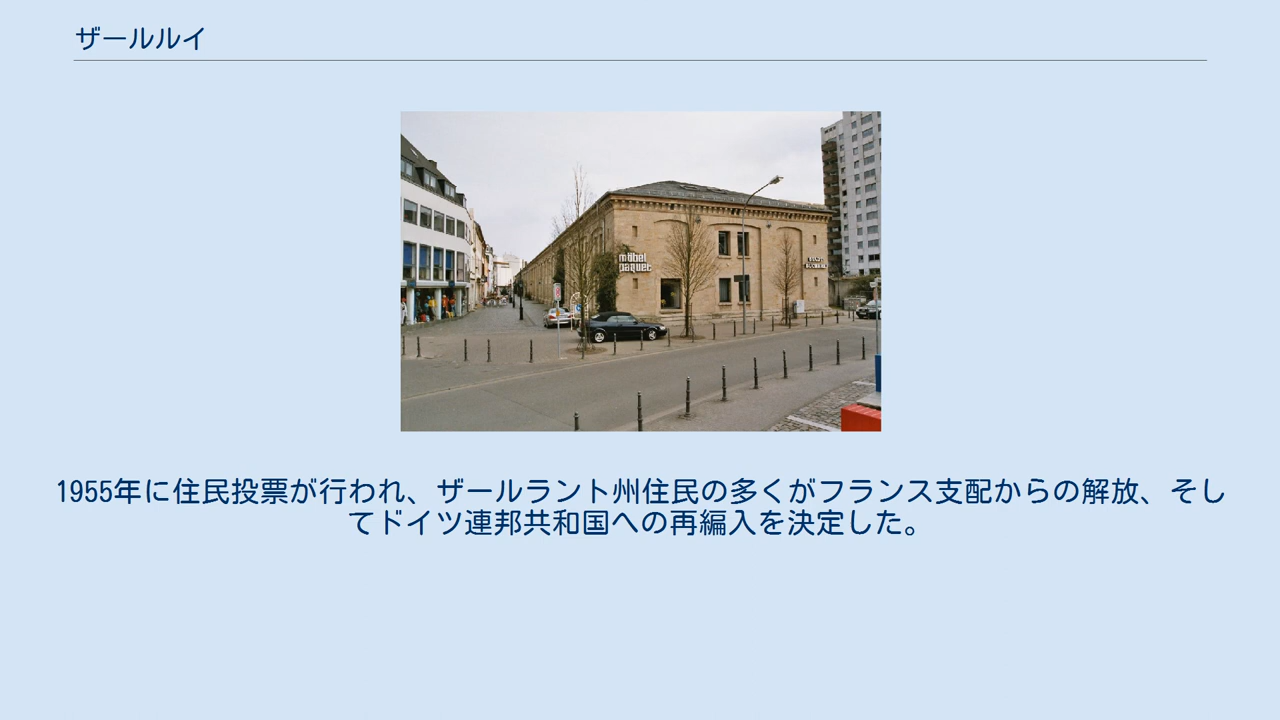 ザールルイ
möbel
paquet
1955年に住民投票が行われ、ザールラント州住民の多くがフランス支配からの解放、そし
てドイツ連邦共和国への再編入を決定した。